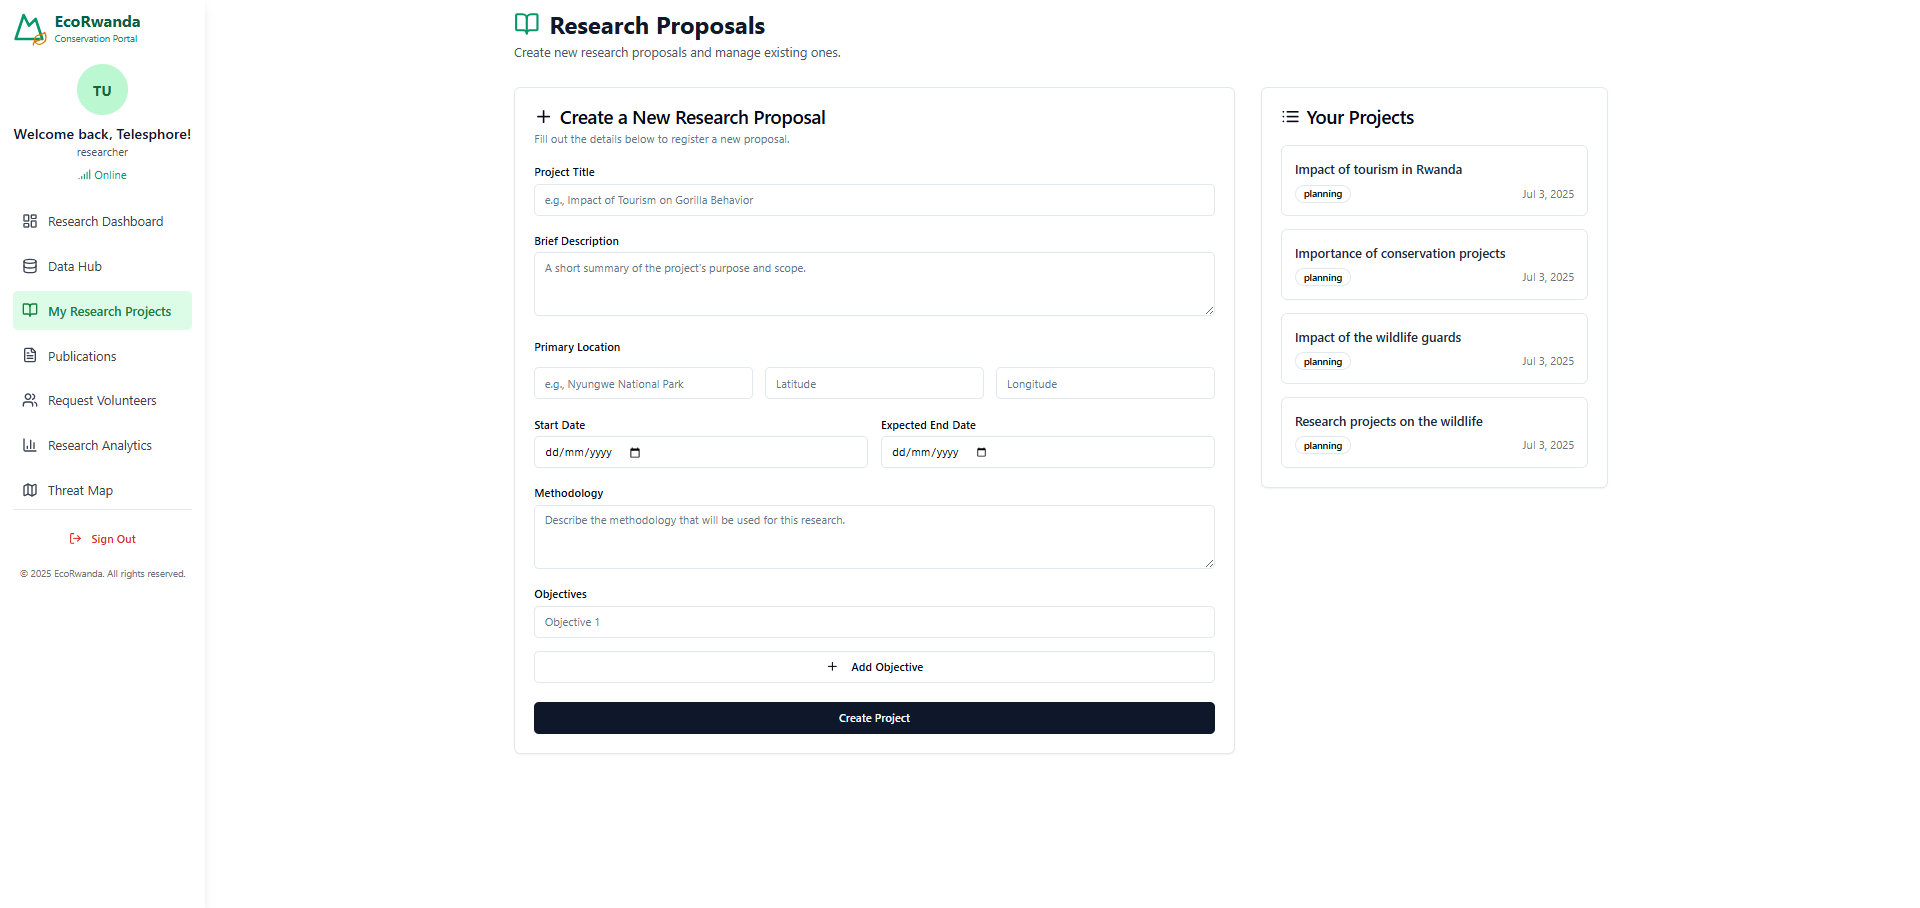 EcoRwanda
Conservation Portal
TU
Welcome back, Telesphore!
researcher
Online
Research Dashboard
Data Hub
My Research Projects
Publications
Request Volunteers
Research Analytics
Threat Map
Sign Out
© 2025 EcoRwanda. All rights reserved.
Research Proposals
Create new research proposals and manage existing ones.
Create a New Research Proposal
Fill out the details below to register a new proposal.
Project Title
e.g., Impact of Tourism on Gorilla Behavior
Brief Description
A short summary of the project's purpose and scope.
Primary Location
e.g., Nyungwe National Park
Latitude
Longitude
Start Date
dd/mm/yyyy
Expected End Date
dd/mm/yyyy
Methodology
Describe the methodology that will be used for this research.
Objectives
Objective 1
Add Objective
Create Project
Your Projects
Impact of tourism in Rwanda
planning Jul 3, 2025
Importance of conservation projects
planning Jul 3, 2025
Impact of the wildlife guards
planning Jul 3, 2025
Research projects on the wildlife
planning Jul 3, 2025